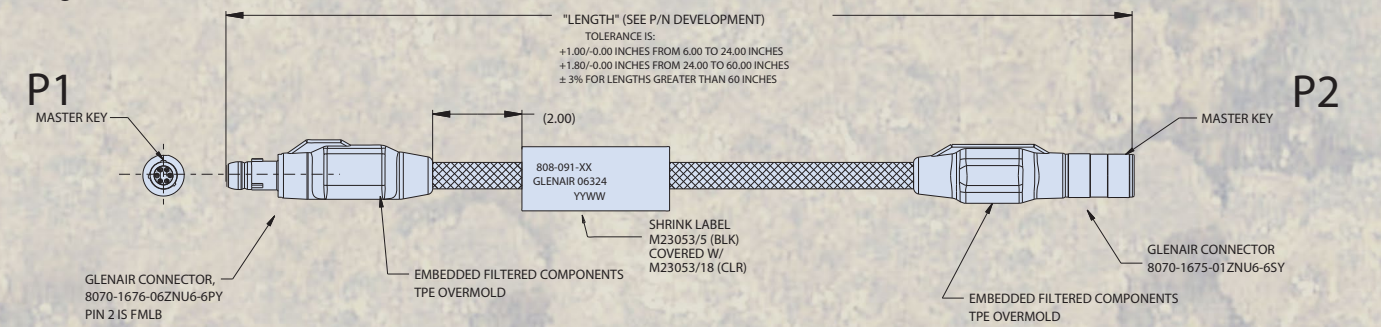 "LENGTH" (SEE P/N DEVELOPMENT)
TOLERANCE IS:
+1.00/-0.00 INCHES FROM 6.00 TO 24.00 INCHES
+1.80/-0.00 INCHES FROM 24.00 TO 60.00 INCHES
± 3% FOR LENGTHS GREATER THAN 60 INCHES
P1
MASTER KEY
(2.00)
P2
MASTER KEY
808-091-XX
GLENAIR 06324
YYWW
SHRINK LABEL
M23053/5 (BLK)
COVERED W/
M23053/18 (CLR)
GLENAIR CONNECTOR,
8070-1676-06ZNU6-6PY
PIN 2 IS FMLB
EMBEDDED FILTERED COMPONENTS
TPE OVERMOLD
EMBEDDED FILTERED COMPONENTS
TPE OVERMOLD
GLENAIR CONNECTOR
8070-1675-01ZNU6-6SY